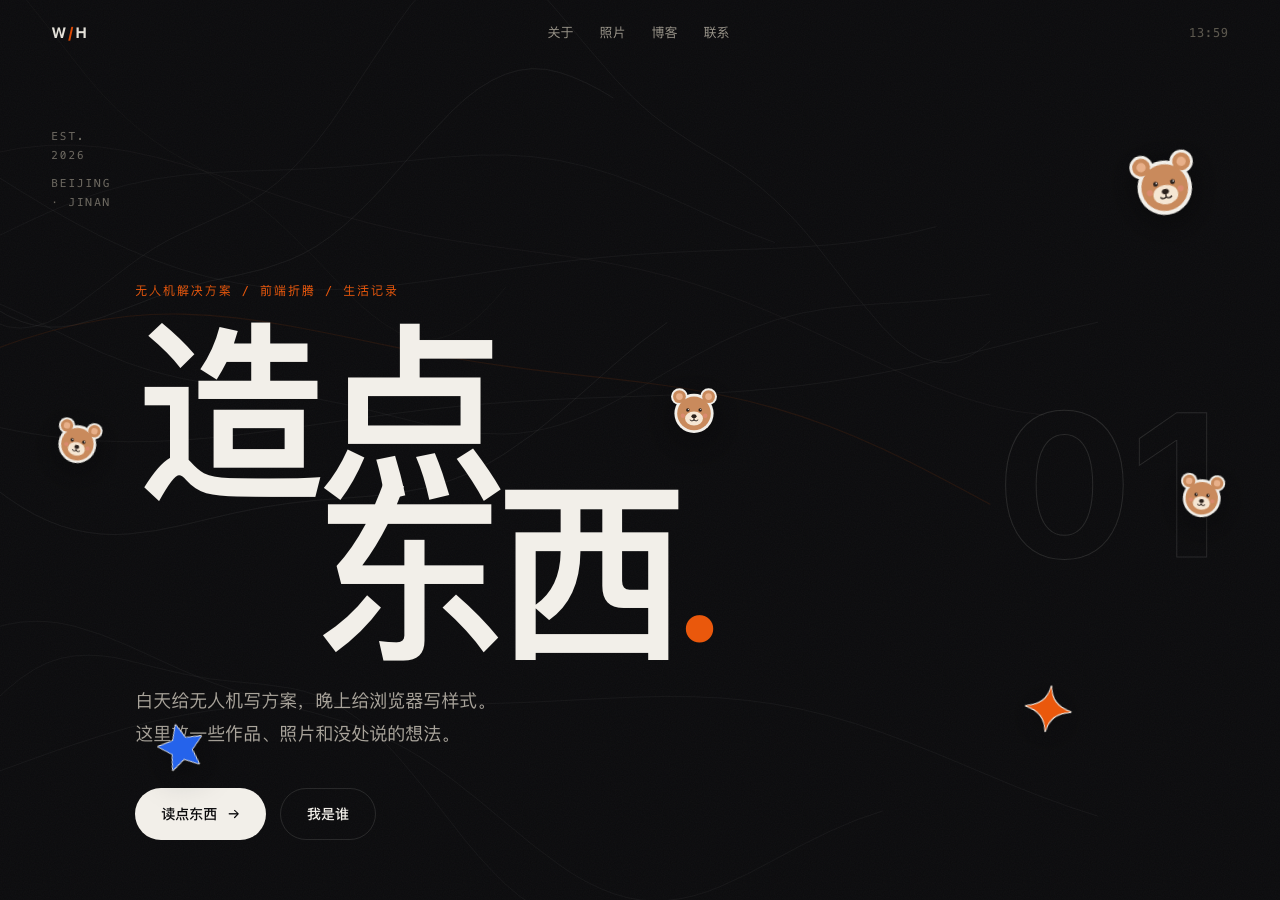 W/H
关于 照片 博客 联系
13:59
EST.
2026
BEIJING
· JINAN
无人机解决方案 / 前端折腾 / 生活记录
造点
东西.
01
白天给无人机写方案，晚上给浏览器写样式。
这里放一些作品、照片和没处说的想法。
读点东西 →
我是谁